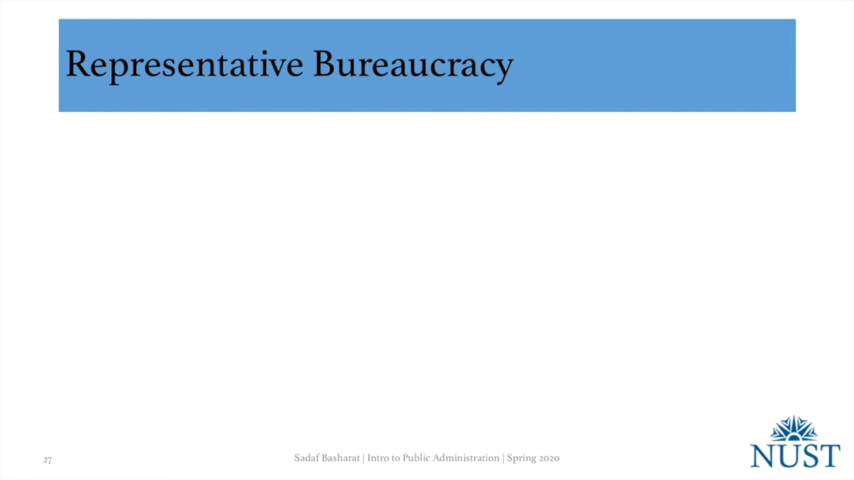 Representative Bureaucracy
27
Sadaf Basharat | Intro to Public Administration | Spring 2020
NUST